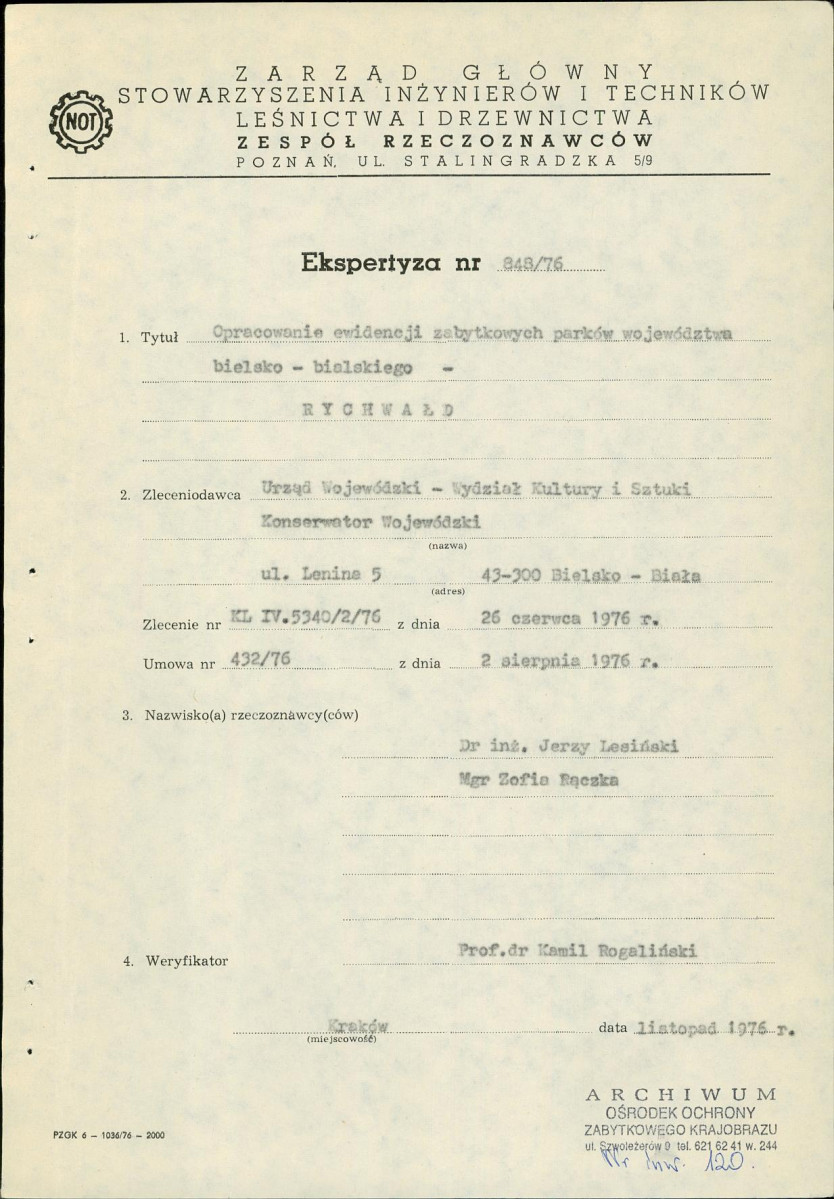 ZARZĄD GŁÓWNY
STOWARZYSZENIA INŻYNIERÓW I TECHNIKÓW
LEŚNICTWA I DRZEWNICTWA
ZESPÓŁ RZECZOZNAWCÓW
POZNAŃ, UL. STALINGRADZKA 5/9
NOT
Ekspertyza nr 848/76
1. Tytuł Opracowanie ewidencji zabytkowych parków województwa
bielsko - bialskiego -
RYCHWAŁD
2. Zleceniodawca Urząd Wojewódzki - Wydział Kultury i Sztuki
Konserwator Wojewódzki
(nazwa)
ul. Lenina 5 43-300 Bielsko - Biała
(adres)
Zlecenie nr KL IV.5340/2/76 z dnia 26 czerwca 1976 r.
Umowa nr 432/76 z dnia 2 sierpnia 1976 r.
3. Nazwisko(a) rzeczoznawcy(ców)
Dr inż. Jerzy Lesiński
Mgr Zofia Rączka
4. Weryfikator Prof.dr Kamil Rogaliński
Kraków data listopad 1976 r.
(miejscowość)
ARCHIWUM
OŚRODEK OCHRONY
ZABYTKOWEGO KRAJOBRAZU
ul. Szwoleżerów 9 tel. 621 62 41 w. 244
Nr inw. 120.
PZGK 6 - 1036/76 - 2000